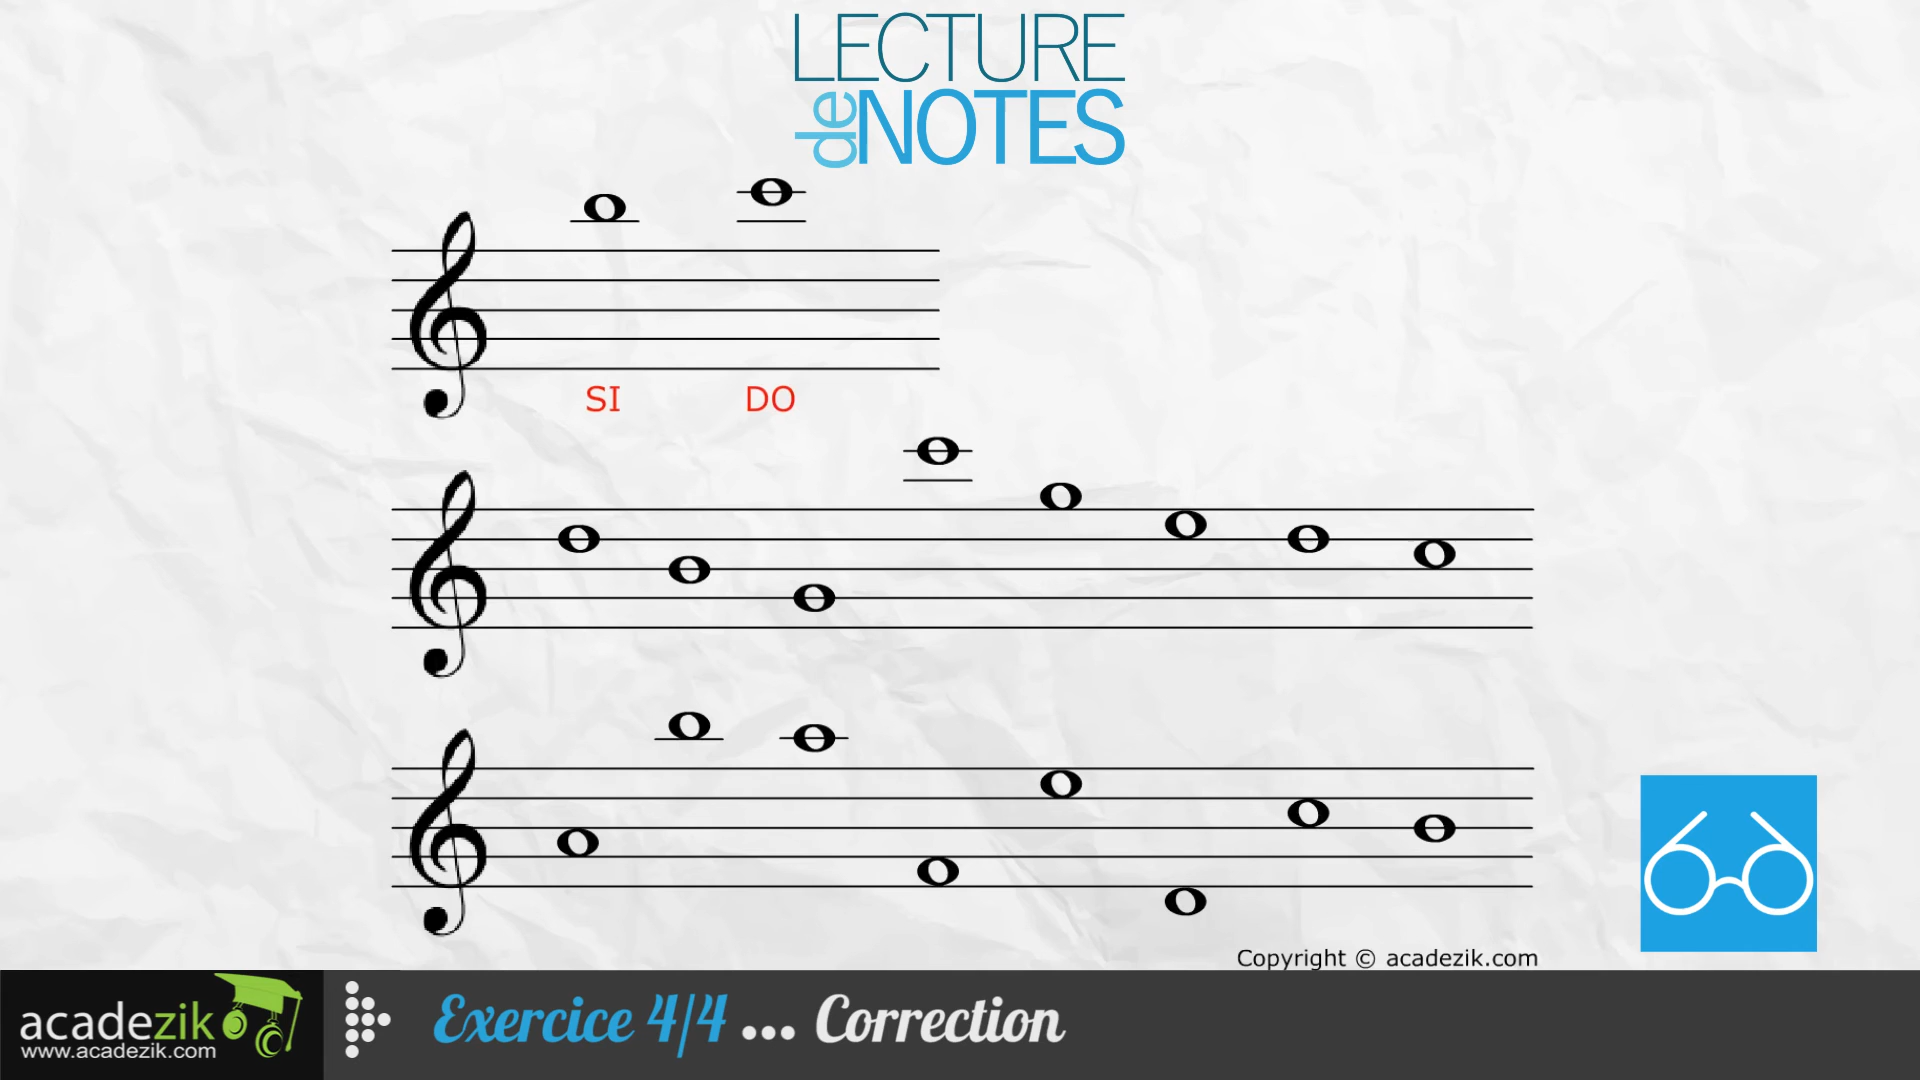 LECTURE
de NOTES
SI DO
Copyright © acadezik.com
acadezik
www.acadezik.com
Exercice 4/4 ... Correction